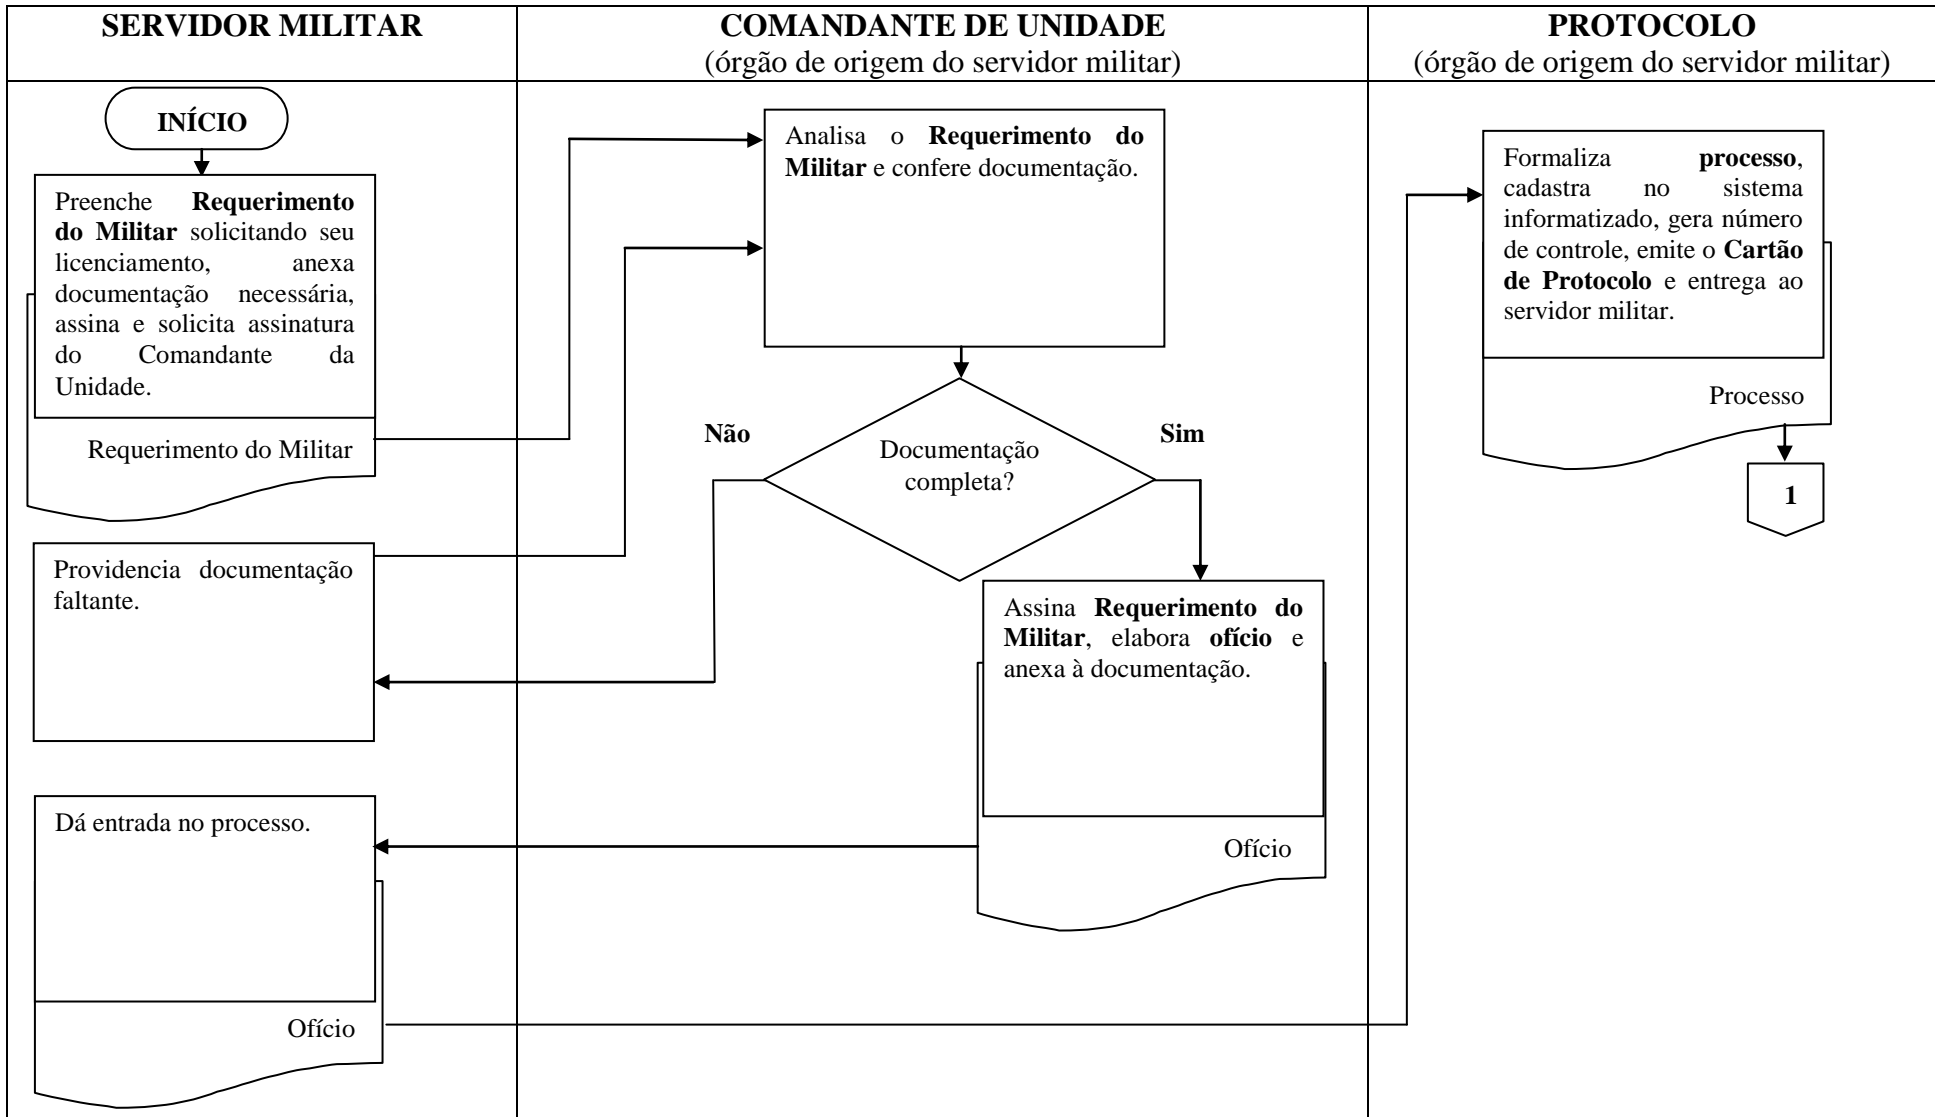 SERVIDOR MILITAR
COMANDANTE DE UNIDADE
(órgão de origem do servidor militar)
PROTOCOLO
(órgão de origem do servidor militar)
INÍCIO
Preenche Requerimento
do Militar solicitando seu
licenciamento, anexa
documentação necessária,
assina e solicita assinatura
do Comandante da
Unidade.
Requerimento do Militar
Providencia documentação
faltante.
Dá entrada no processo.
Ofício
Analisa o Requerimento do
Militar e confere documentação.
Não
Documentação
completa?
Sim
Assina Requerimento do
Militar, elabora ofício e
anexa à documentação.
Ofício
Formaliza processo,
cadastra no sistema
informatizado, gera número
de controle, emite o Cartão
de Protocolo e entrega ao
servidor militar.
Processo
1